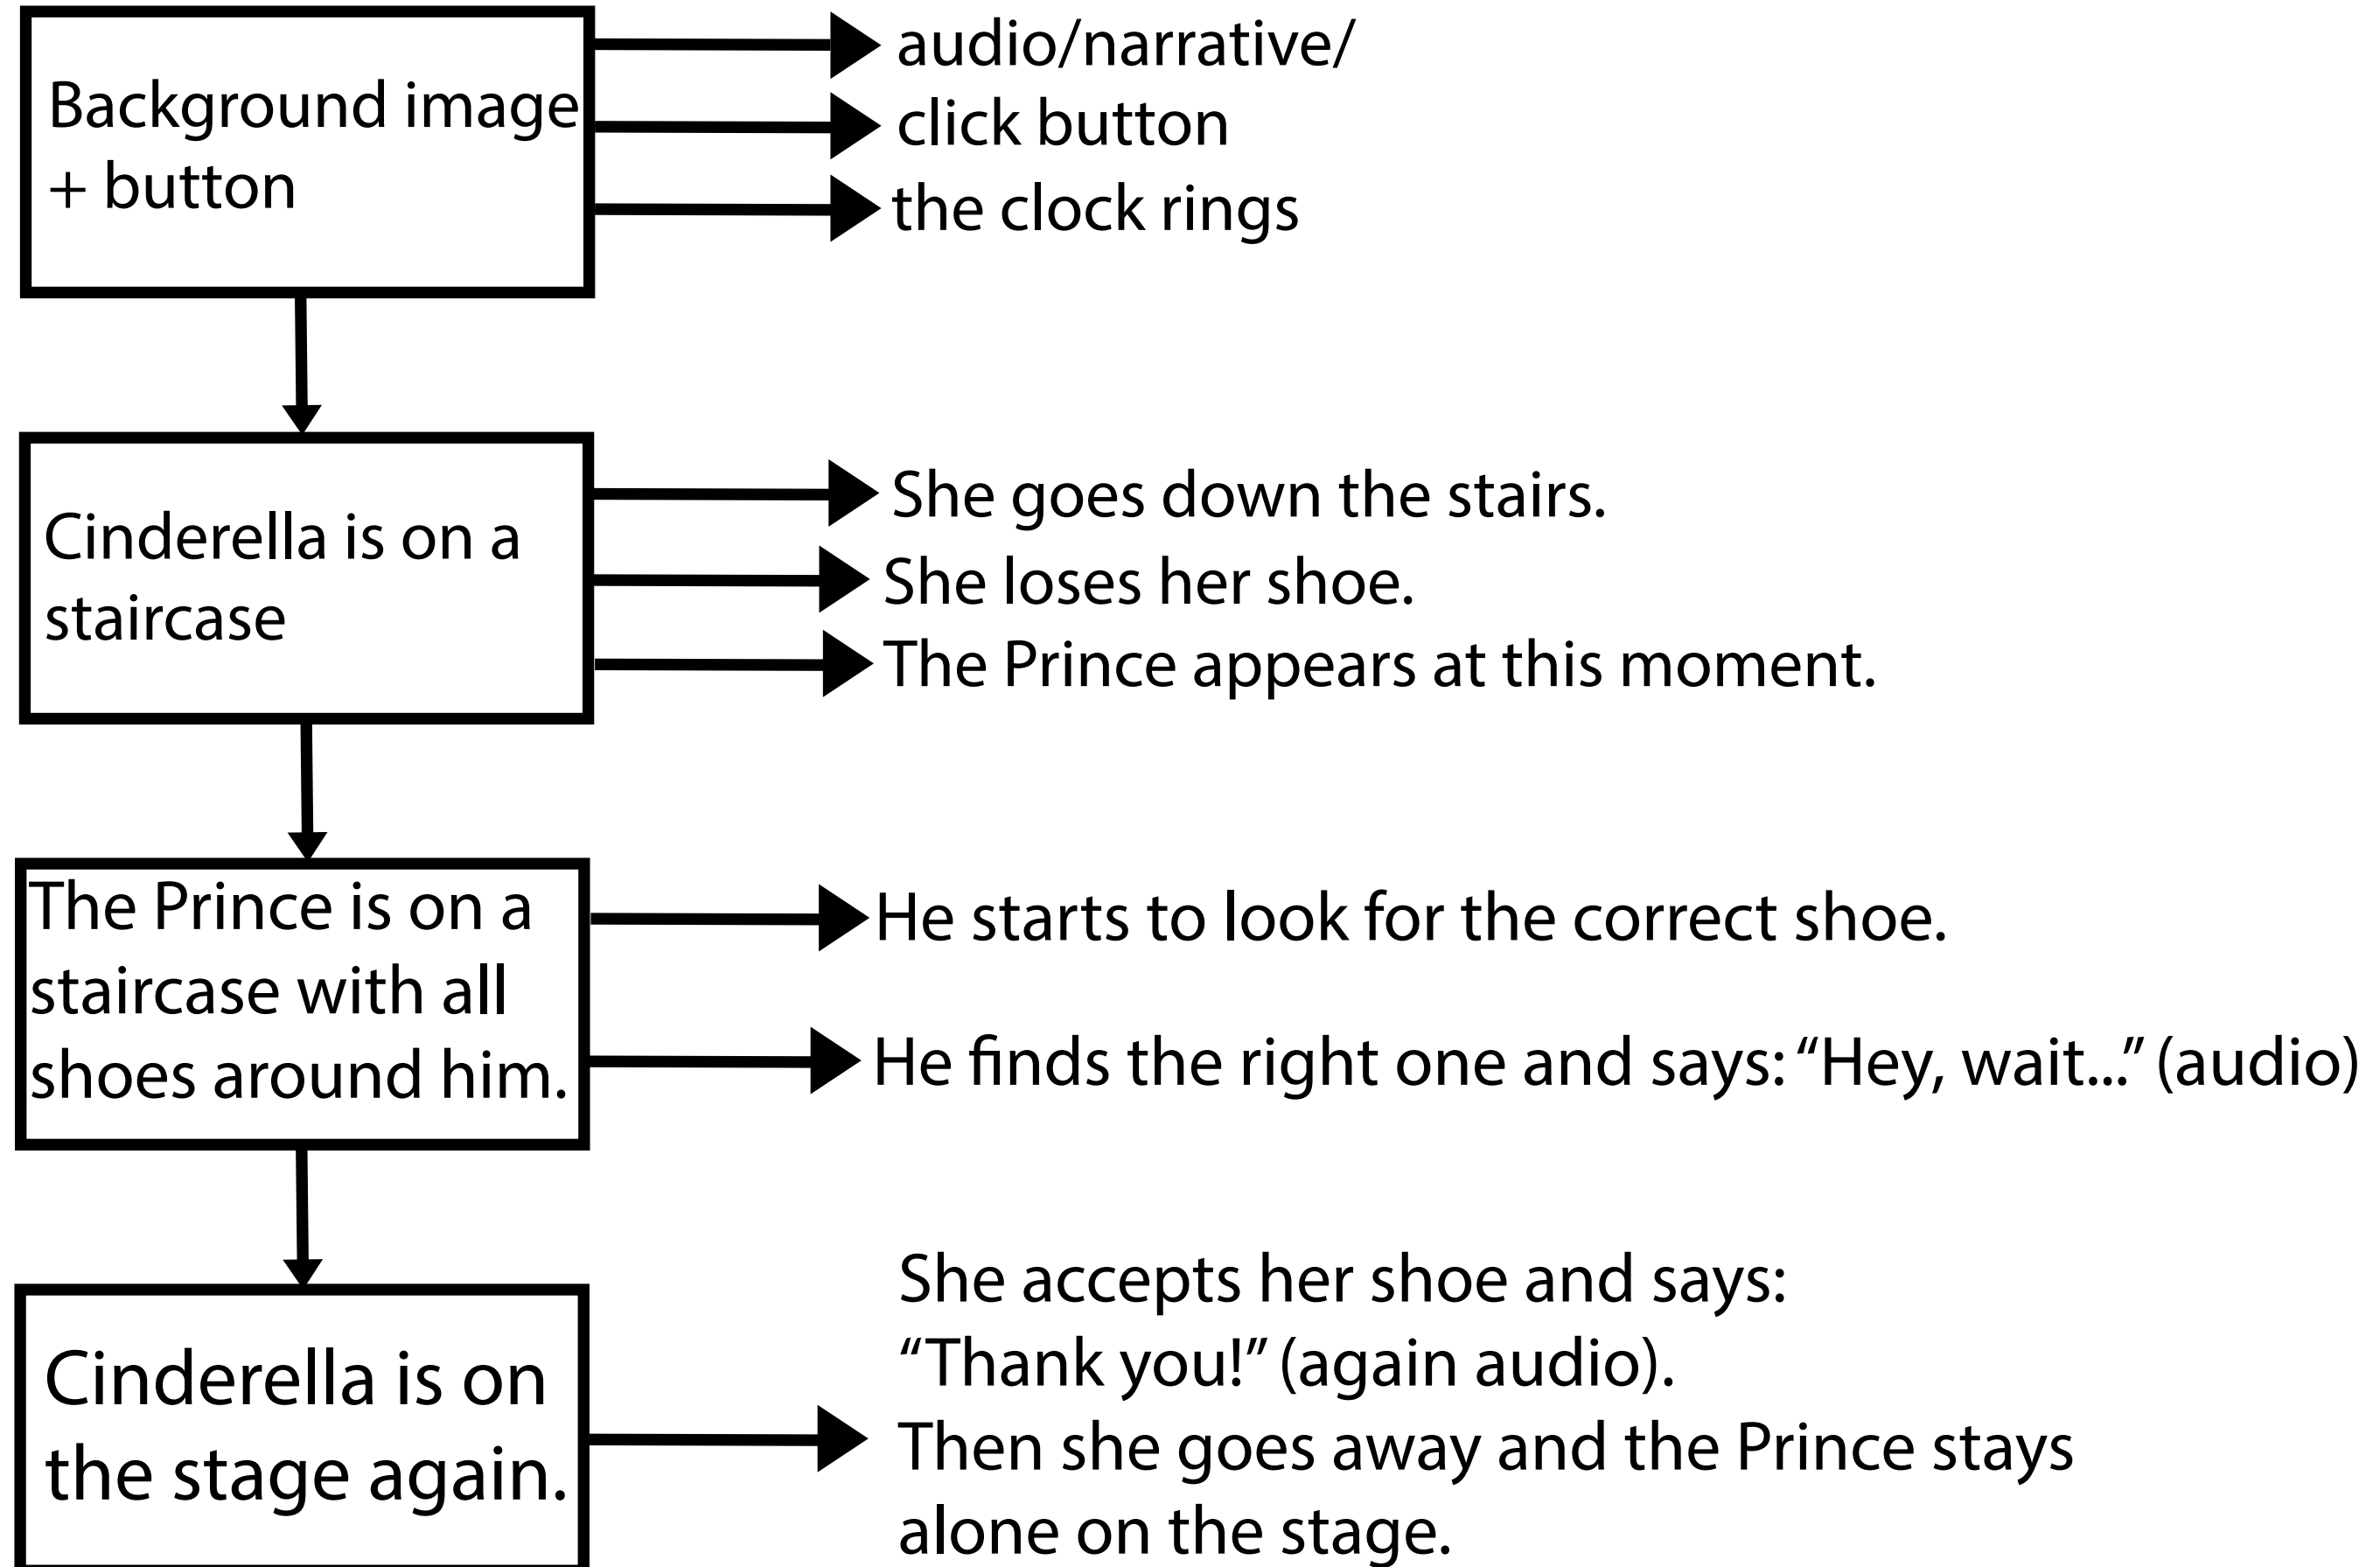 Background image
+ button
audio/narrative/
click button
the clock rings
Cinderella is on a
staircase
She goes down the stairs.
She loses her shoe.
The Prince appears at this moment.
The Prince is on a
staircase with all
shoes around him.
He starts to look for the correct shoe.
He finds the right one and says: “Hey, wait...” (audio)
Cinderella is on
the stage again.
She accepts her shoe and says:
“Thank you!”(again audio).
Then she goes away and the Prince stays
alone on the stage.